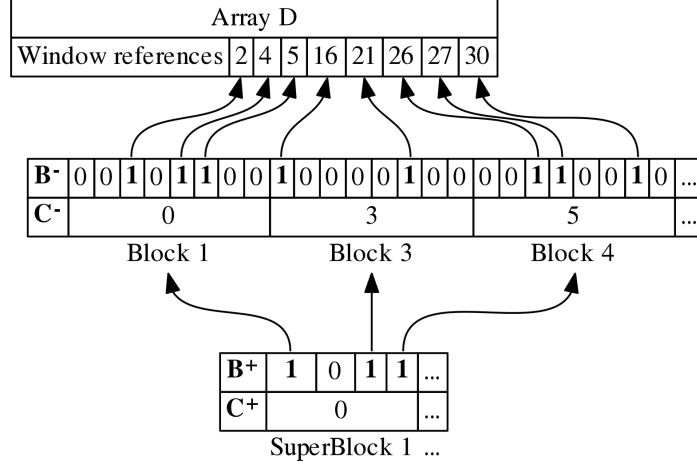 Array D
Window references 2 4 5 16 21 26 27 30
B- 0 0 1 0 1 1 0 0 1 0 0 0 0 1 0 0 0 0 1 1 0 0 1 0 ...
C- 0 3 5 ...
Block 1 Block 3 Block 4
B+ 1 0 1 1 ...
C+ 0 ...
SuperBlock 1 ...